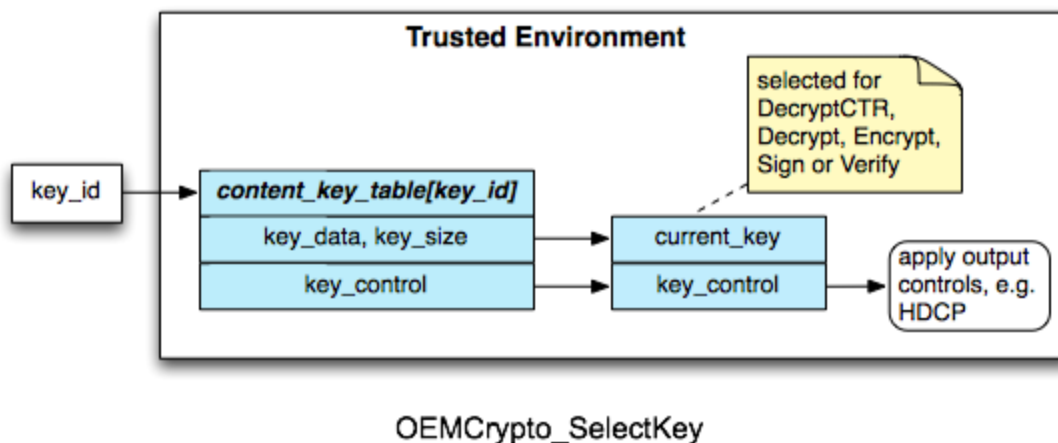 Trusted Environment
selected for
DecryptCTR,
Decrypt, Encrypt,
Sign or Verify
key_id
content_key_table[key_id]
key_data, key_size
current_key
key_control
key_control
apply output
controls, e.g.
HDCP
OEMCrypto_SelectKey